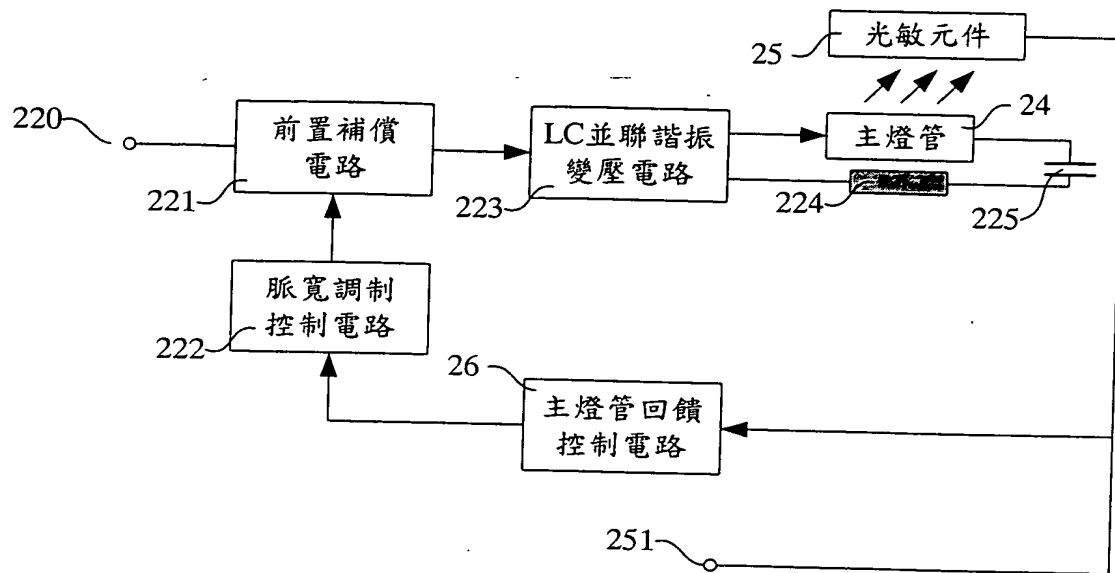 光敏元件
25
24
220
前置補償
電路
221
LC並聯諧振
變壓電路
223
主燈管
224
225
脈寬調制
控制電路
222
26
主燈管回饋
控制電路
251